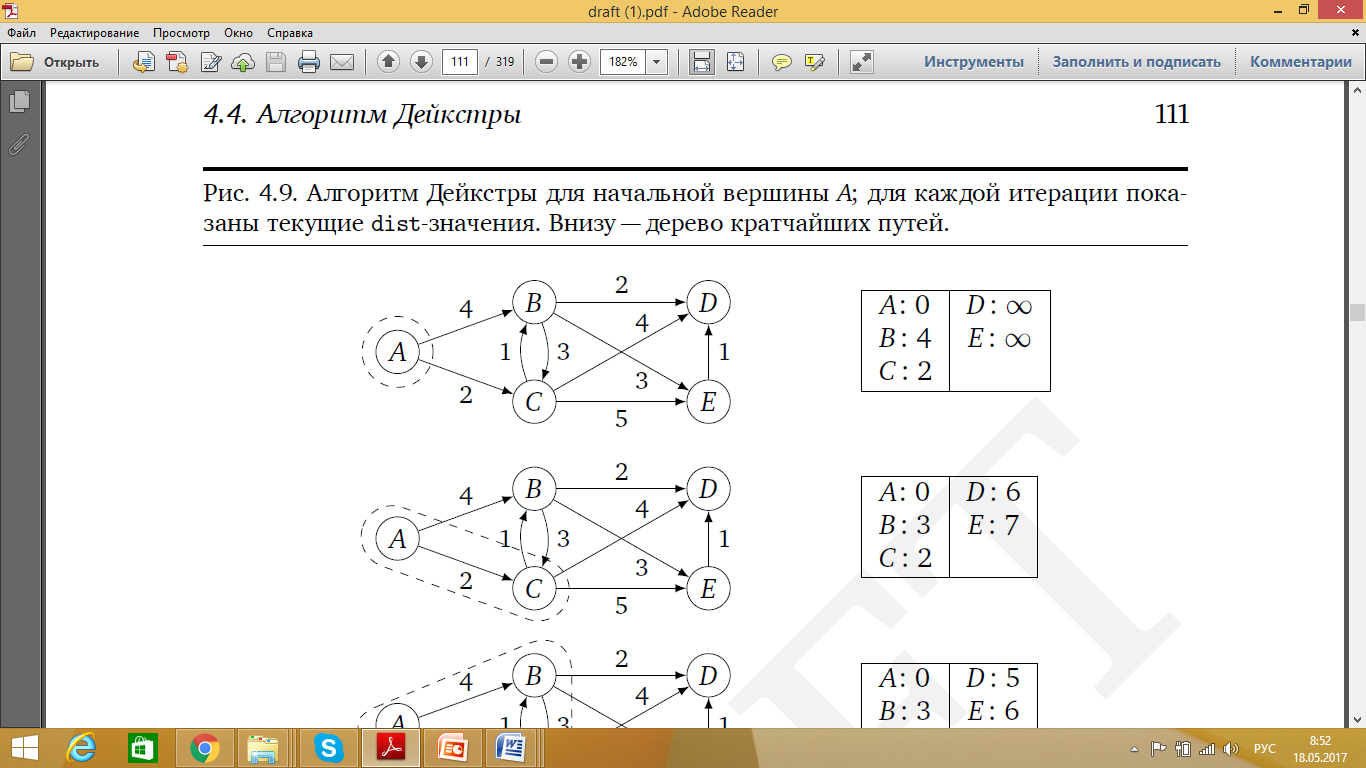 draft (1).pdf - Adobe Reader
Файл Редактирование Просмотр Окно Справка
Открыть 111 / 319 182% Инструменты Заполнить и подписать Комментарии
4.4. Алгоритм Дейкстры 111
Рис. 4.9. Алгоритм Дейкстры для начальной вершины A; для каждой итерации пока-
заны текущие dist-значения. Внизу — дерево кратчайших путей.
A B C D E
4 2 1 3 2 4 3 5 1
A: 0 D: ∞
B: 4 E: ∞
C: 2
A B C D E
4 2 1 3 2 4 3 5 1
A: 0 D: 6
B: 3 E: 7
C: 2
A B D
4 1 3 2 4 1
A: 0 D: 5
B: 3 E: 6
РУС
8:52
18.05.2017